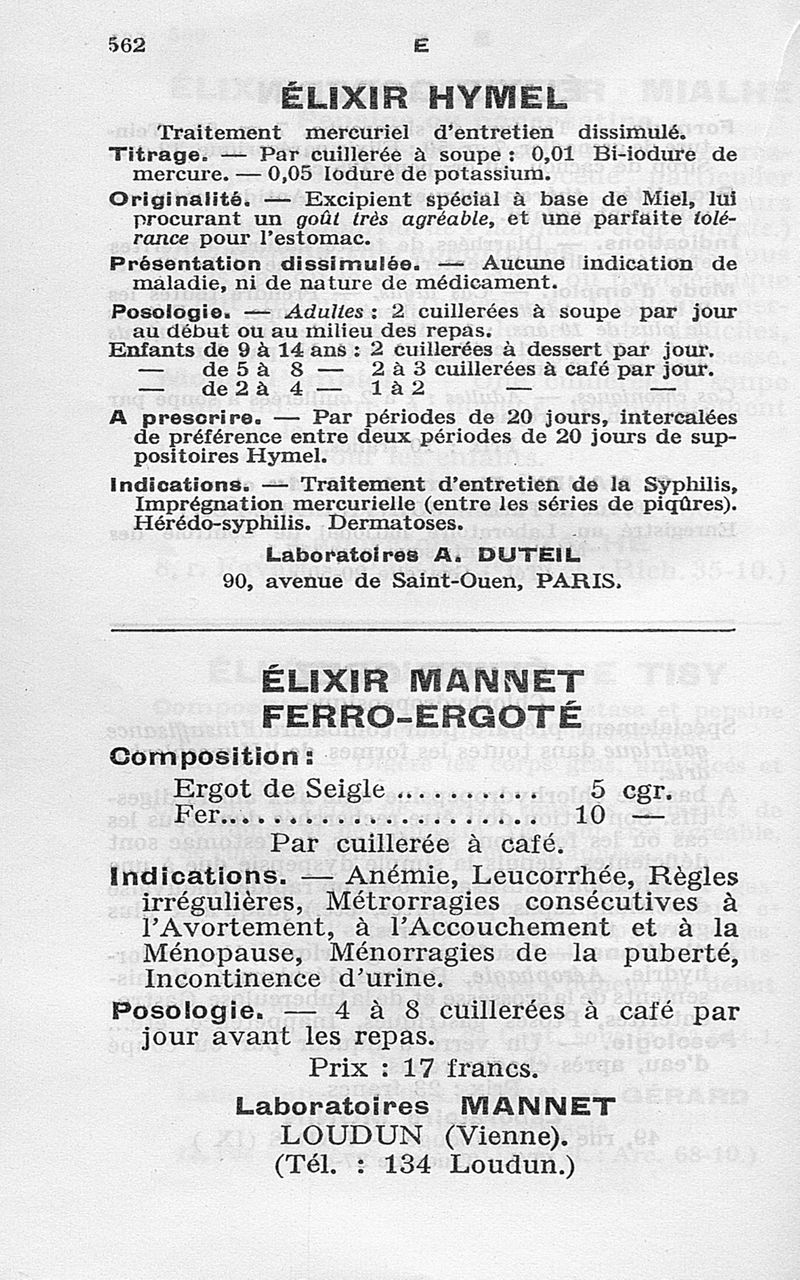 562
E
ÉLIXIR HYMEL
Traitement mercuriel d'entretien dissimulé.
Titrage. — Par cuillerée à soupe : 0,01 Bi-iodure de
mercure. — 0,05 Iodure de potassium.
Originalité. — Excipient spécial à base de Miel, lui
procurant un goût très agréable, et une parfaite tolé-
rance pour l'estomac.
Présentation dissimulée. — Aucune indication de
maladie, ni de nature de médicament.
Posologie. — Adultes : 2 cuillerées à soupe par jour
au début ou au milieu des repas.
Enfants de 9 à 14 ans : 2 cuillerées à dessert par jour.
— de 5 à 8 — 2 à 3 cuillerées à café par jour.
— de 2 à 4 — 1 à 2 — —
A prescrire. — Par périodes de 20 jours, intercalées
de préférence entre deux périodes de 20 jours de sup-
positoires Hymel.
Indications. — Traitement d'entretien de la Syphilis,
Imprégnation mercurielle (entre les séries de piqûres).
Hérédo-syphilis. Dermatoses.
Laboratoires A. DUTEIL
90, avenue de Saint-Ouen, PARIS.
ÉLIXIR MANNET
FERRO-ERGOTÉ
Composition :
Ergot de Seigle .......... 5 cgr.
Fer..................... 10 —
Par cuillerée à café.
Indications. — Anémie, Leucorrhée, Règles
irrégulières, Métrorragies consécutives à
l'Avortement, à l'Accouchement et à la
Ménopause, Ménorragies de la puberté,
Incontinence d'urine.
Posologie. — 4 à 8 cuillerées à café par
jour avant les repas.
Prix : 17 francs.
Laboratoires MANNET
LOUDUN (Vienne).
(Tél. : 134 Loudun.)